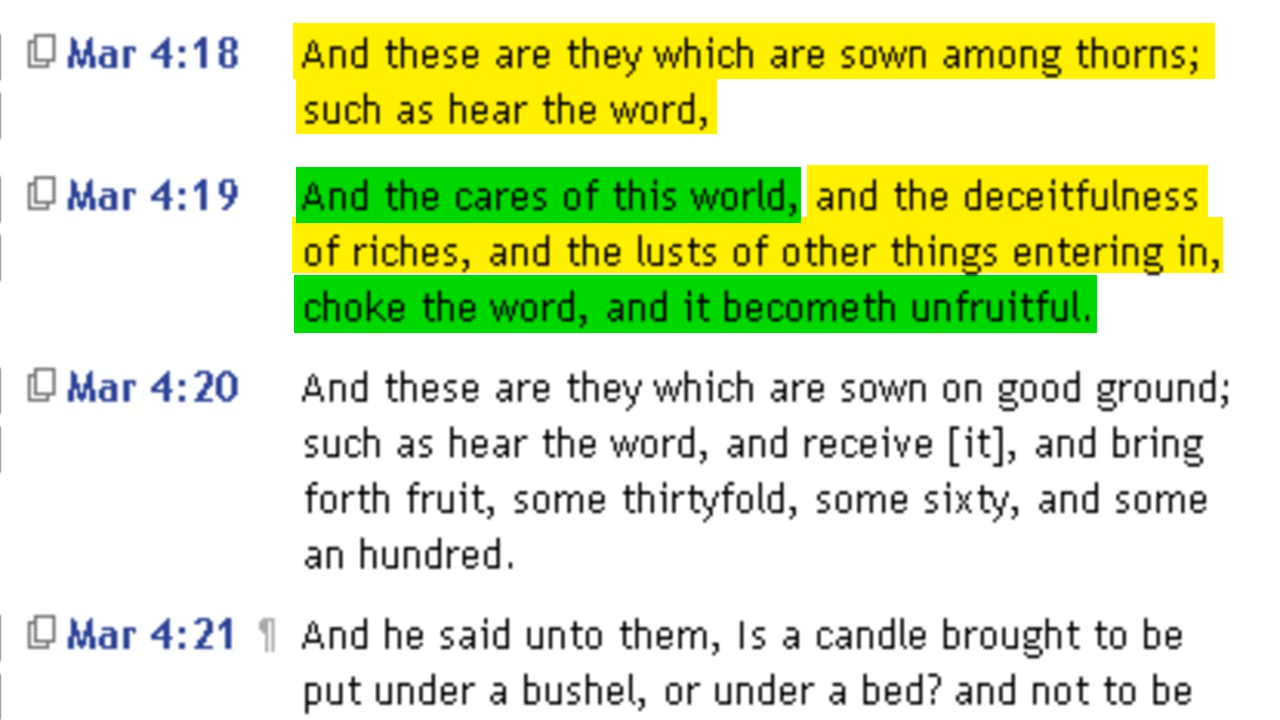 Mar 4:18 And these are they which are sown among thorns;
such as hear the word,
Mar 4:19 And the cares of this world, and the deceitfulness
of riches, and the lusts of other things entering in,
choke the word, and it becometh unfruitful.
Mar 4:20 And these are they which are sown on good ground;
such as hear the word, and receive [it], and bring
forth fruit, some thirtyfold, some sixty, and some
an hundred.
Mar 4:21 ¶ And he said unto them, Is a candle brought to be
put under a bushel, or under a bed? and not to be